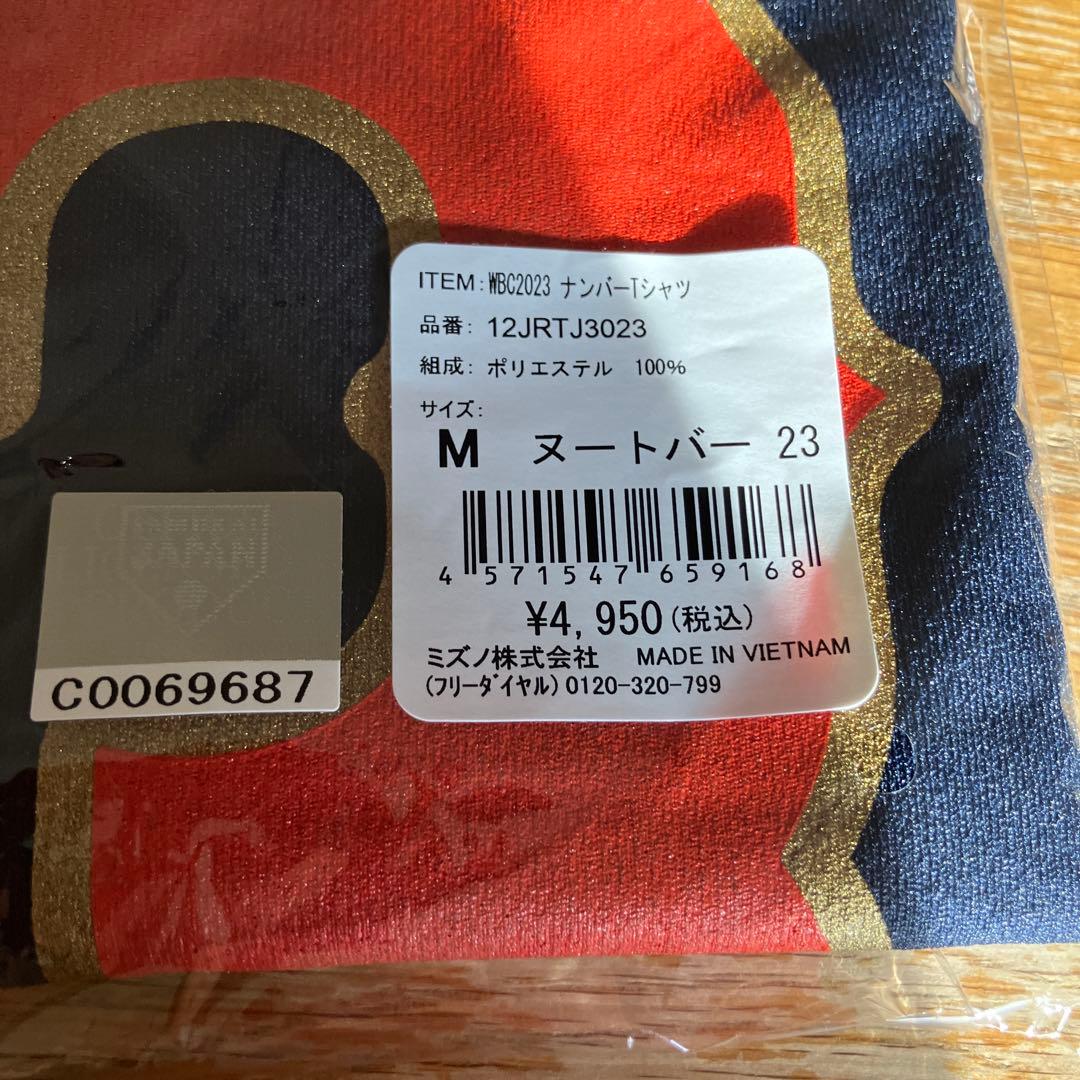 ITEM:WBC2023 ナンバーTシャツ
品番: 12JRTJ3023
組成: ポリエステル 100%
サイズ:
M ヌートバー 23
4 571547 659168
¥4,950(税込)
ミズノ株式会社 MADE IN VIETNAM
(フリーダイヤル)0120-320-799
JAPAN
C0069687